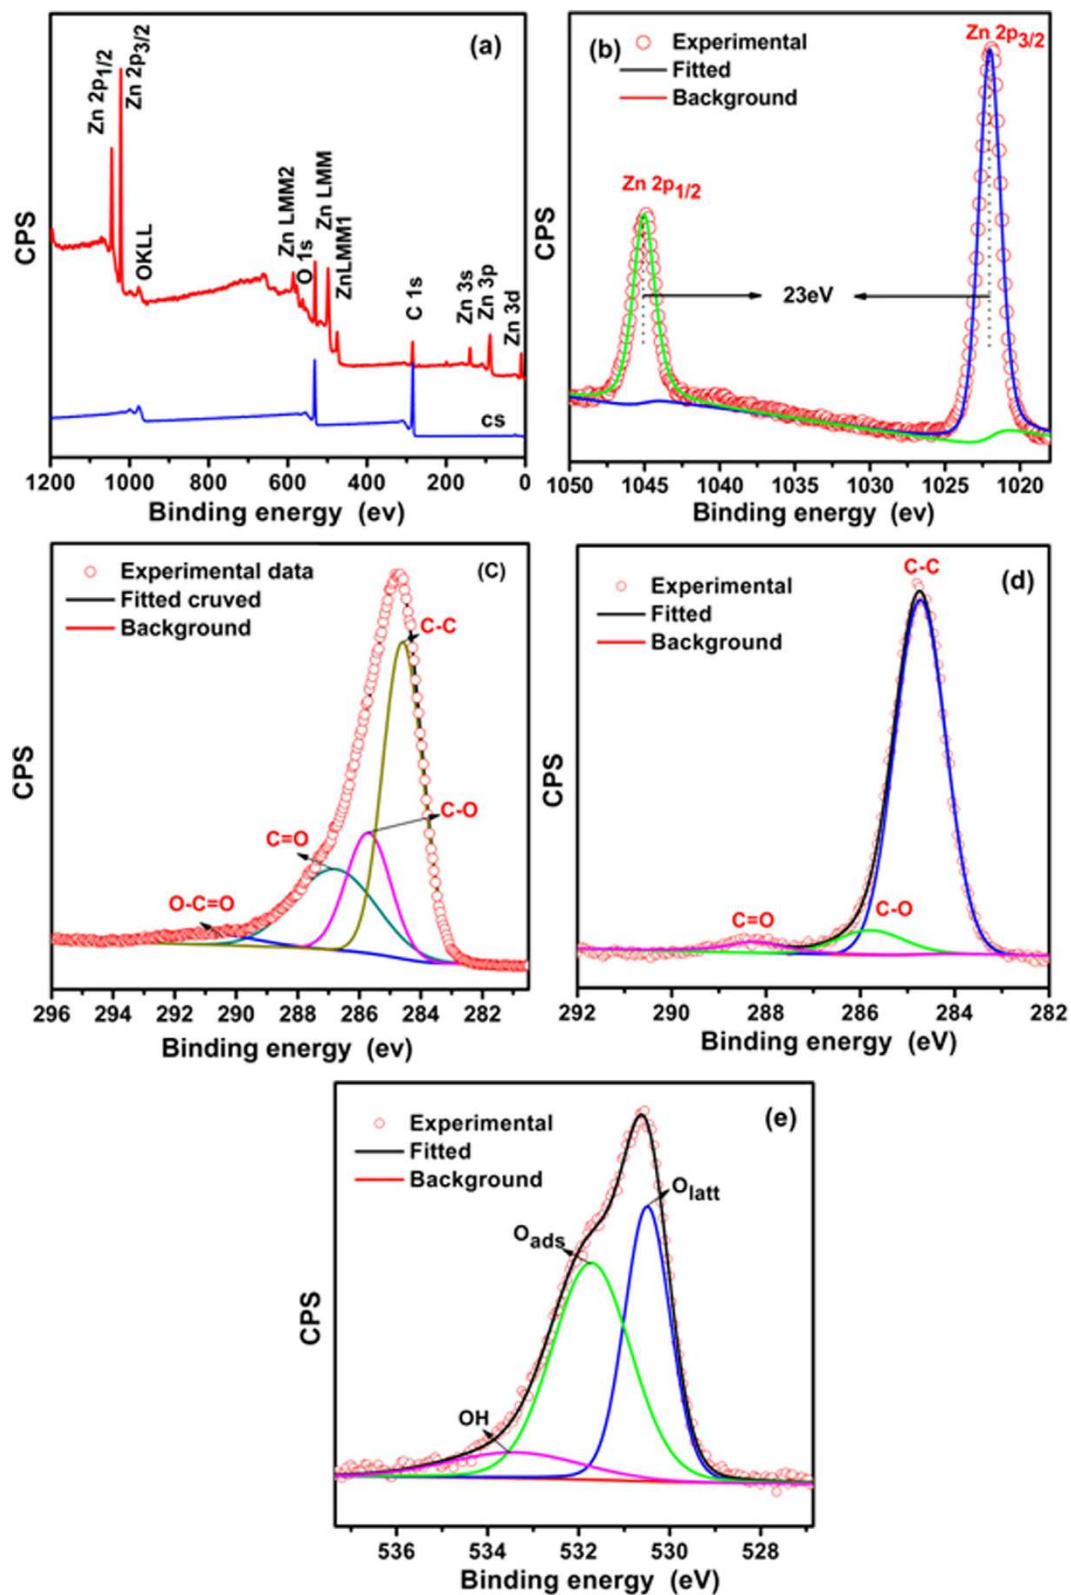 (a)
Zn 2p1/2
Zn 2p3/2
OKLL
Zn LMM2
O 1s
Zn LMM
ZnLMM1
C 1s
Zn 3s
Zn 3p
Zn 3d
cs
CPS
1200 1000 800 600 400 200 0
Binding energy (ev)
(b)
Experimental
Fitted
Background
Zn 2p3/2
Zn 2p1/2
23eV
CPS
1050 1045 1040 1035 1030 1025 1020
Binding energy (ev)
(C)
Experimental data
Fitted cruved
Background
C-C
C-O
C=O
O-C=O
CPS
296 294 292 290 288 286 284 282
Binding energy (ev)
(d)
Experimental
Fitted
Background
C-C
C-O
C=O
CPS
292 290 288 286 284 282
Binding energy (eV)
(e)
Experimental
Fitted
Background
Olatt
Oads
OH
CPS
536 534 532 530 528
Binding energy (eV)